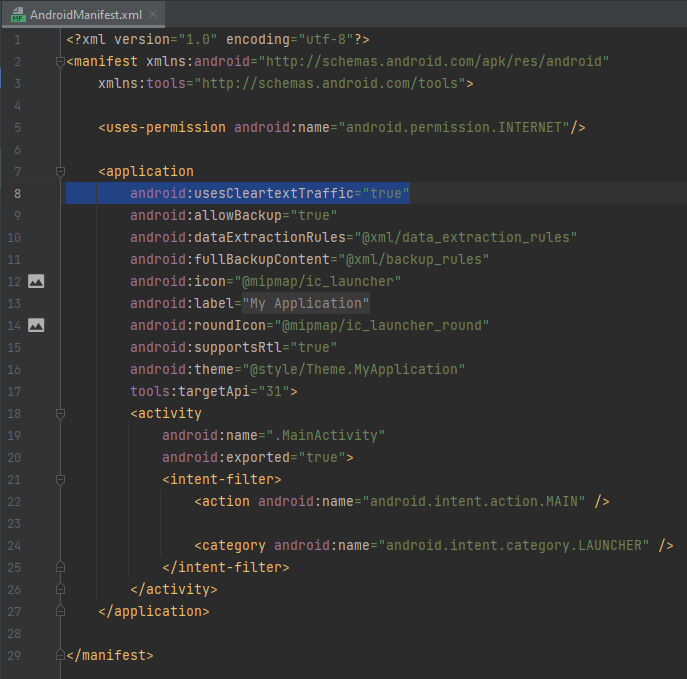 AndroidManifest.xml
1 <?xml version="1.0" encoding="utf-8"?>
2 <manifest xmlns:android="http://schemas.android.com/apk/res/android"
3     xmlns:tools="http://schemas.android.com/tools">
4
5     <uses-permission android:name="android.permission.INTERNET"/>
6
7     <application
8         android:usesCleartextTraffic="true"
9         android:allowBackup="true"
10         android:dataExtractionRules="@xml/data_extraction_rules"
11         android:fullBackupContent="@xml/backup_rules"
12         android:icon="@mipmap/ic_launcher"
13         android:label="My Application"
14         android:roundIcon="@mipmap/ic_launcher_round"
15         android:supportsRtl="true"
16         android:theme="@style/Theme.MyApplication"
17         tools:targetApi="31">
18         <activity
19             android:name=".MainActivity"
20             android:exported="true">
21             <intent-filter>
22                 <action android:name="android.intent.action.MAIN" />
23
24                 <category android:name="android.intent.category.LAUNCHER" />
25             </intent-filter>
26         </activity>
27     </application>
28
29 </manifest>